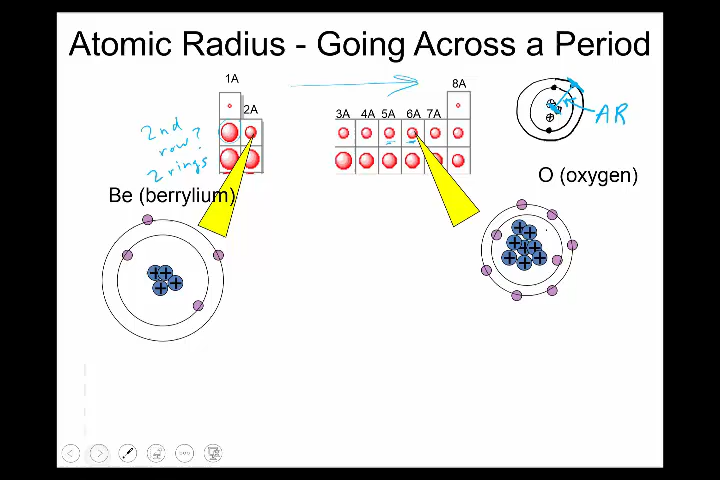 Atomic Radius - Going Across a Period
1A
2A
3A 4A 5A 6A 7A
8A
AR
2nd
row?
2 rings
Be (berrylium)
O (oxygen)
+ + + +
+ + + + + + + +